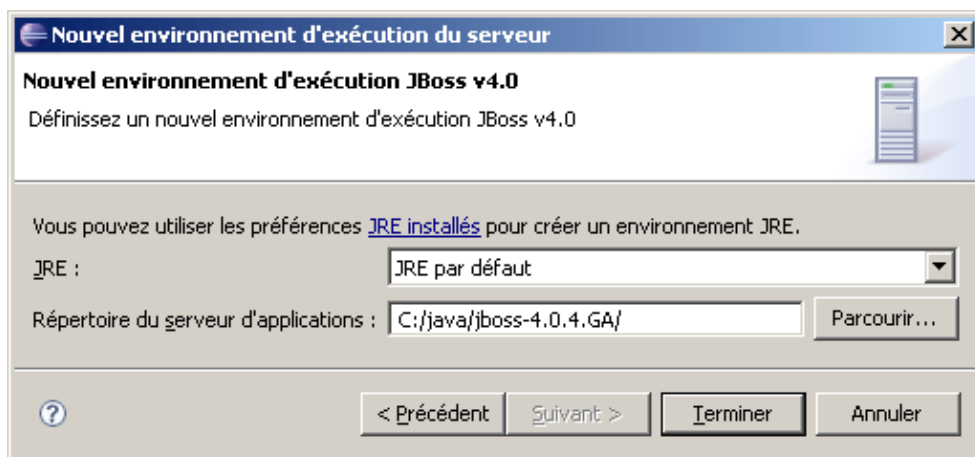 Nouvel environnement d'exécution du serveur
Nouvel environnement d'exécution JBoss v4.0
Définissez un nouvel environnement d'exécution JBoss v4.0
Vous pouvez utiliser les préférences JRE installés pour créer un environnement JRE.
JRE : JRE par défaut
Répertoire du serveur d'applications : C:/java/jboss-4.0.4.GA/ Parcourir...
? < Précédent Suivant > Terminer Annuler